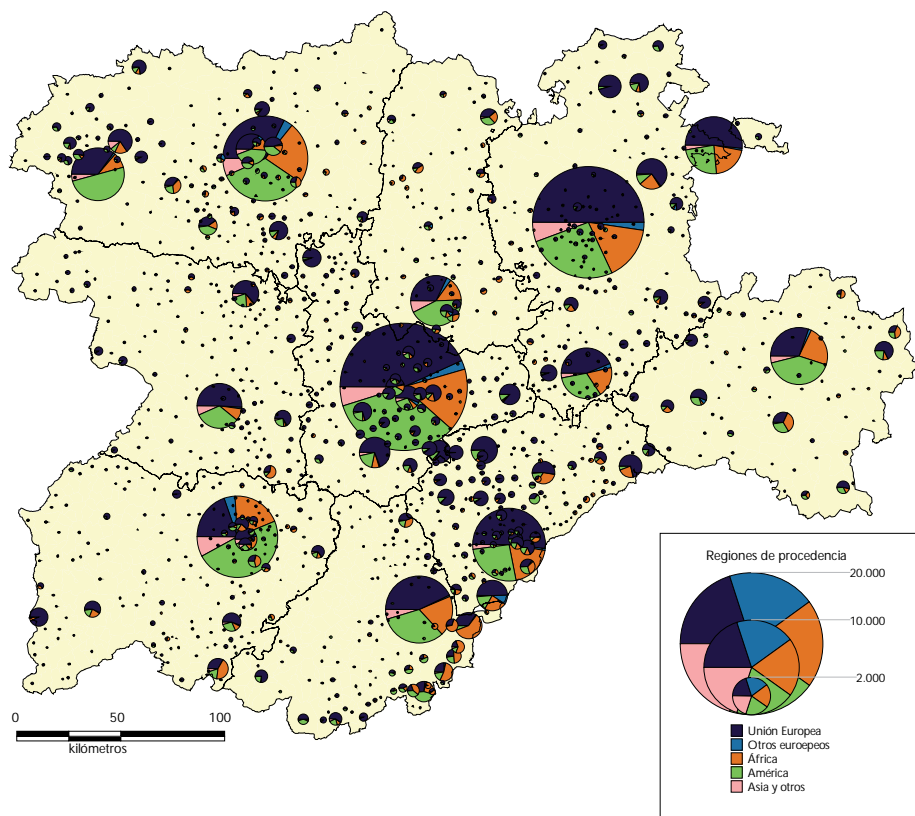 Regiones de procedencia
20.000
10.000
2.000
Unión Europea
Otros euroepeos
África
América
Asia y otros
0 50 100
kilómetros